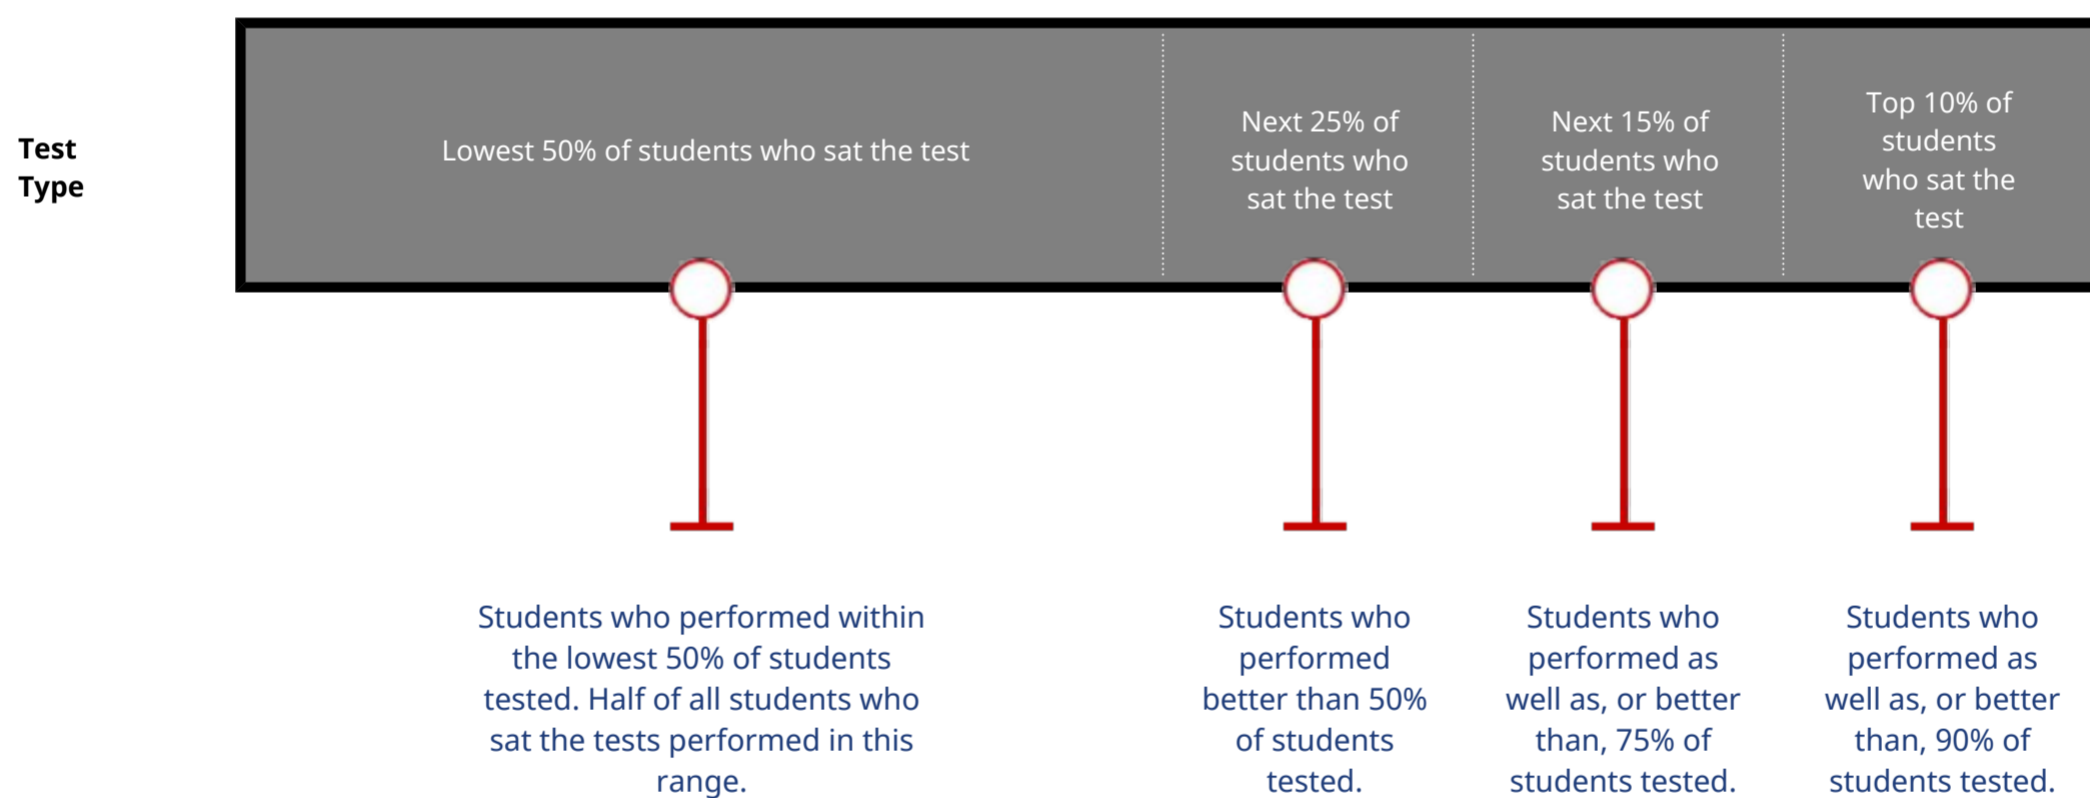 Test
Type
Lowest 50% of students who sat the test
Next 25% of
students who
sat the test
Next 15% of
students who
sat the test
Top 10% of
students
who sat the
test
Students who performed within
the lowest 50% of students
tested. Half of all students who
sat the tests performed in this
range.
Students who
performed
better than 50%
of students
tested.
Students who
performed as
well as, or better
than, 75% of
students tested.
Students who
performed as
well as, or better
than, 90% of
students tested.